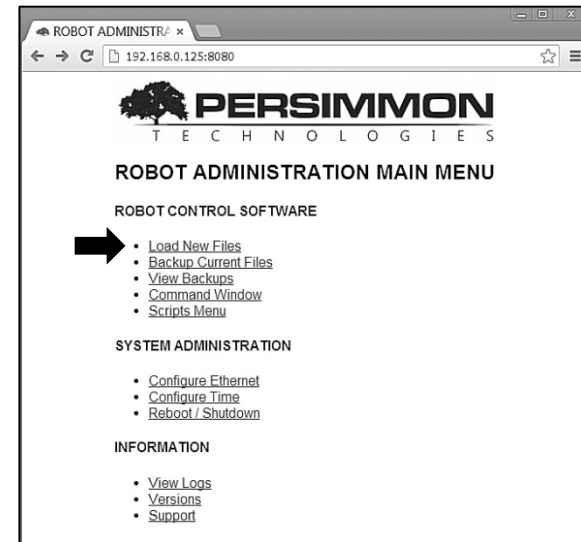 ROBOT ADMINISTRA
192.168.0.125:8080
PERSIMMON
TECHNOLOGIES
ROBOT ADMINISTRATION MAIN MENU
ROBOT CONTROL SOFTWARE
Load New Files
Backup Current Files
View Backups
Command Window
Scripts Menu
SYSTEM ADMINISTRATION
Configure Ethernet
Configure Time
Reboot / Shutdown
INFORMATION
View Logs
Versions
Support